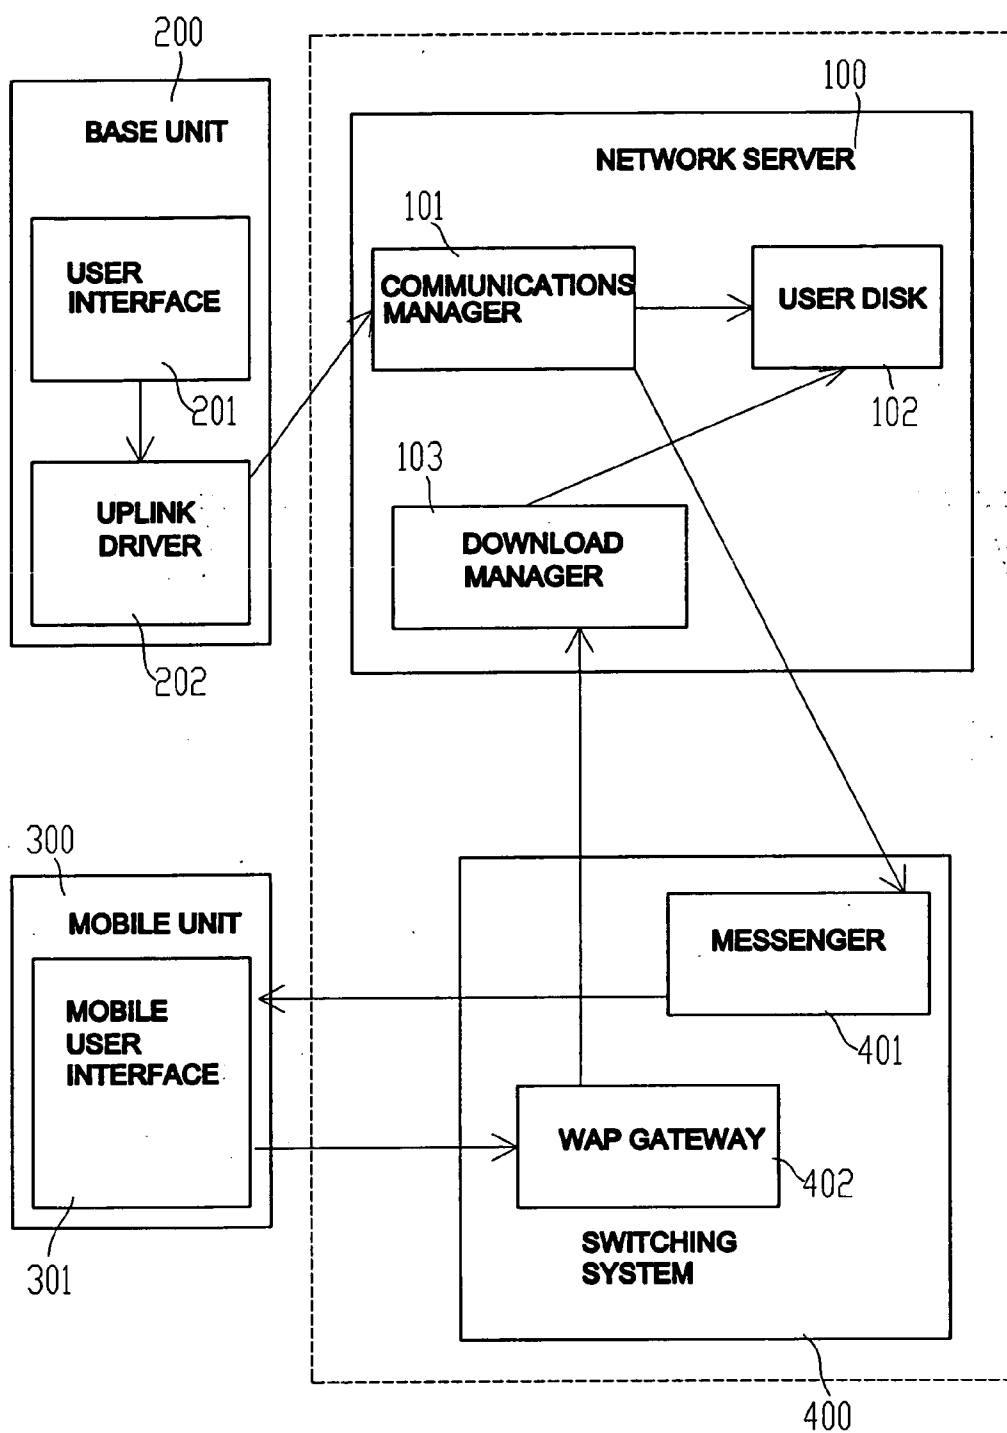 200
BASE UNIT
USER
INTERFACE
201
UPLINK
DRIVER
202
100
NETWORK SERVER
101
COMMUNICATIONS
MANAGER
USER DISK
102
103
DOWNLOAD
MANAGER
300
MOBILE UNIT
MOBILE
USER
INTERFACE
301
MESSENGER
401
WAP GATEWAY
402
SWITCHING
SYSTEM
400